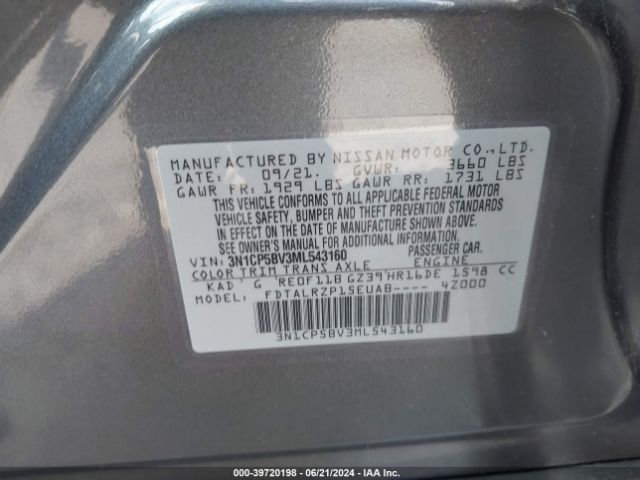 MANUFACTURED BY NISSAN MOTOR CO.,LTD.
DATE: 09/21. GVWR: 3660 LBS
GAWR FR: 1929 LBS GAWR RR: 1731 LBS
THIS VEHICLE CONFORMS TO ALL APPLICABLE FEDERAL MOTOR
VEHICLE SAFETY, BUMPER AND THEFT PREVENTION STANDARDS
IN EFFECT ON THE DATE OF MANUFACTURE SHOWN ABOVE.
SEE OWNER'S MANUAL FOR ADDITIONAL INFORMATION
VIN: 3N1CP5BV3ML543160 PASSENGER CAR.
COLOR TRIM TRANS AXLE ENGINE
KAD G RE0F11B GZ39 HR16DE 1598 CC
MODEL: FDTALRZP15EUAB---- 4Z000
3N1CP5BV3ML543160
000-39720198 - 06/21/2024 - IAA Inc.